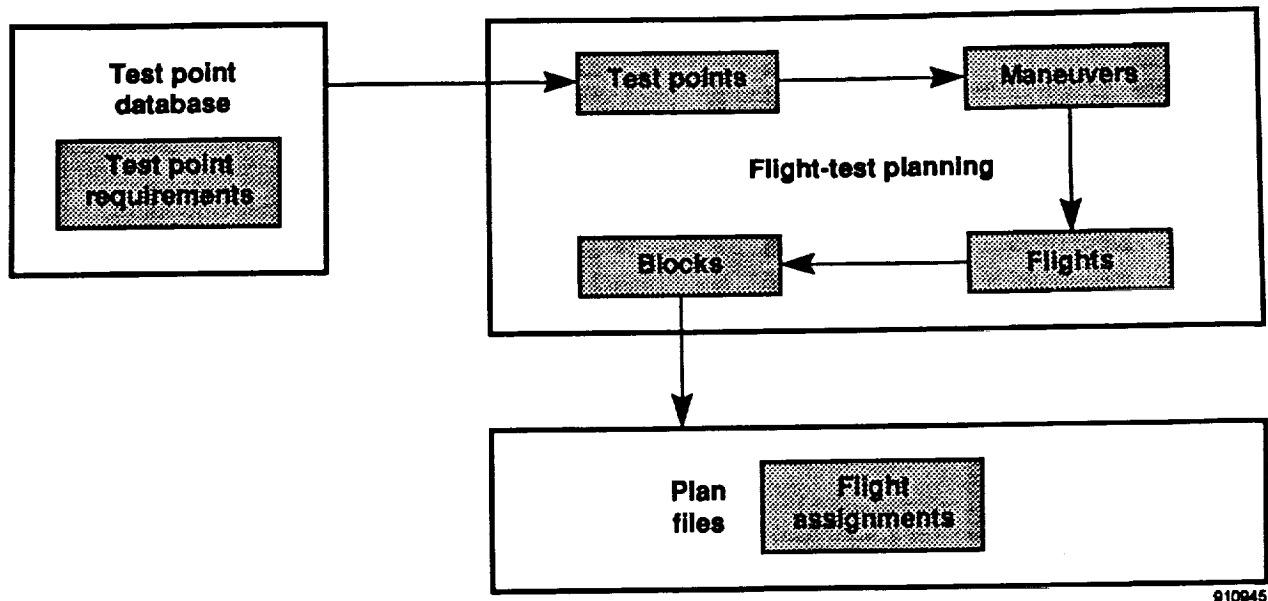 Test point
database
Test point
requirements
Test points
Maneuvers
Flight-test planning
Blocks
Flights
Plan
files
Flight
assignments
910945